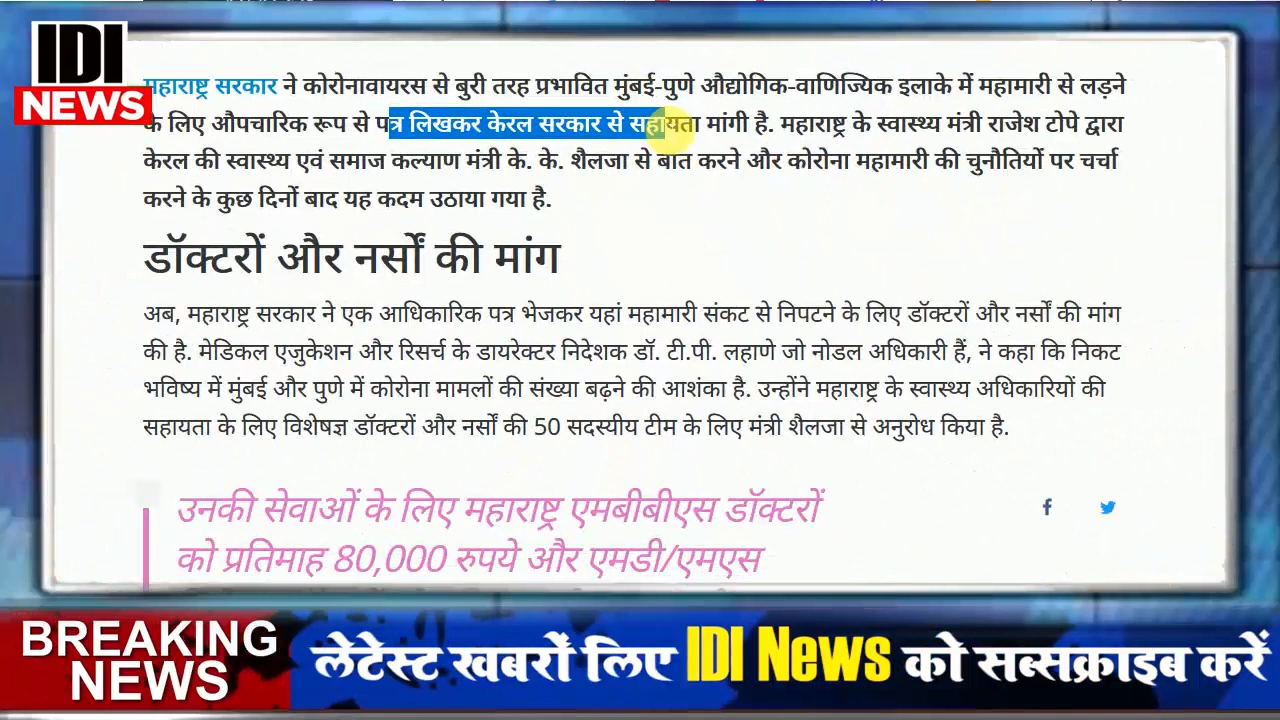 IDI
NEWS
महाराष्ट्र सरकार ने कोरोनावायरस से बुरी तरह प्रभावित मुंबई-पुणे औद्योगिक-वाणिज्यिक इलाके में महामारी से लड़ने
के लिए औपचारिक रूप से पत्र लिखकर केरल सरकार से सहायता मांगी है. महाराष्ट्र के स्वास्थ्य मंत्री राजेश टोपे द्वारा
केरल की स्वास्थ्य एवं समाज कल्याण मंत्री के. के. शैलजा से बात करने और कोरोना महामारी की चुनौतियों पर चर्चा
करने के कुछ दिनों बाद यह कदम उठाया गया है.
डॉक्टरों और नर्सों की मांग
अब, महाराष्ट्र सरकार ने एक आधिकारिक पत्र भेजकर यहां महामारी संकट से निपटने के लिए डॉक्टरों और नर्सों की मांग
की है. मेडिकल एजुकेशन और रिसर्च के डायरेक्टर निदेशक डॉ. टी.पी. लहाणे जो नोडल अधिकारी हैं, ने कहा कि निकट
भविष्य में मुंबई और पुणे में कोरोना मामलों की संख्या बढ़ने की आशंका है. उन्होंने महाराष्ट्र के स्वास्थ्य अधिकारियों की
सहायता के लिए विशेषज्ञ डॉक्टरों और नर्सों की 50 सदस्यीय टीम के लिए मंत्री शैलजा से अनुरोध किया है.
उनकी सेवाओं के लिए महाराष्ट्र एमबीबीएस डॉक्टरों
को प्रतिमाह 80,000 रुपये और एमडी/एमएस
BREAKING
NEWS
लेटेस्ट खबरों लिए IDI News को सब्सक्राइब करें